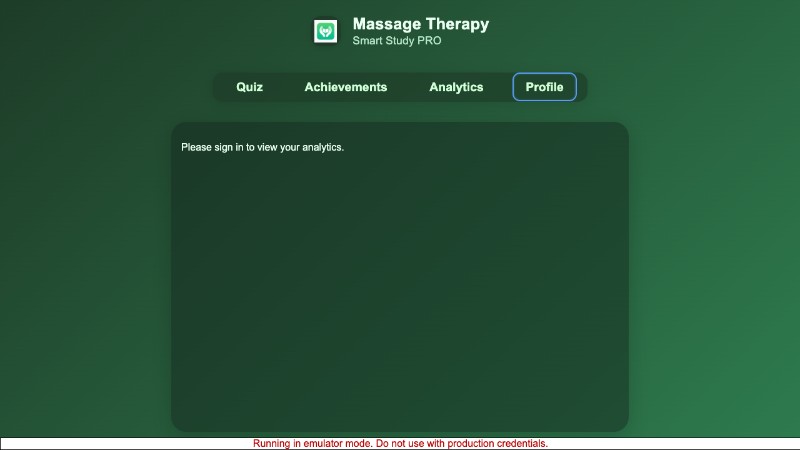 Massage Therapy
Smart Study PRO
Quiz
Achievements
Analytics
Profile
Please sign in to view your analytics.
Running in emulator mode. Do not use with production credentials.